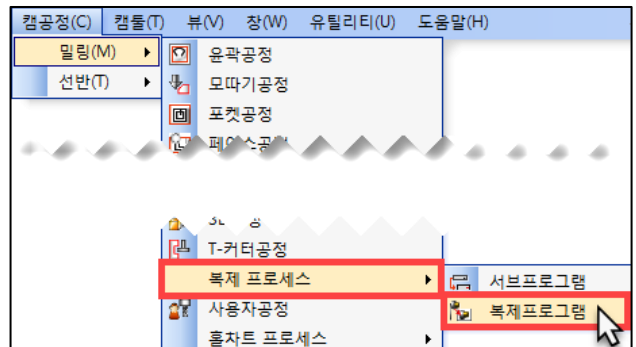 캠공정(C) 캠툴(T) 뷰(V) 창(W) 유틸리티(U) 도움말(H)
밀링(M)
선반(T)
윤곽공정
모따기공정
포켓공정
T-커터공정
복제 프로세스
서브프로그램
사용자공정
복제프로그램
홀차트 프로세스